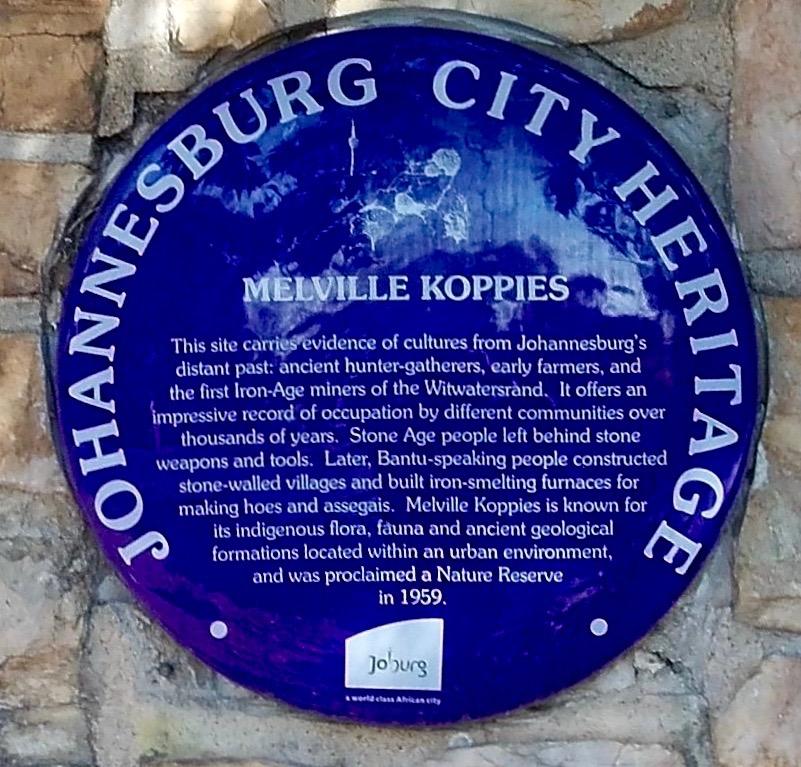 JOHANNESBURG CITY HERITAGE
MELVILLE KOPPIES
This site carries evidence of cultures from Johannesburg's
distant past: ancient hunter-gatherers, early farmers, and
the first Iron-Age miners of the Witwatersrand. It offers an
impressive record of occupation by different communities over
thousands of years. Stone Age people left behind stone
weapons and tools. Later, Bantu-speaking people constructed
stone-walled villages and built iron-smelting furnaces for
making hoes and assegais. Melville Koppies is known for
its indigenous flora, fauna and ancient geological
formations located within an urban environment,
and was proclaimed a Nature Reserve
in 1959.
Joburg
a world class African city